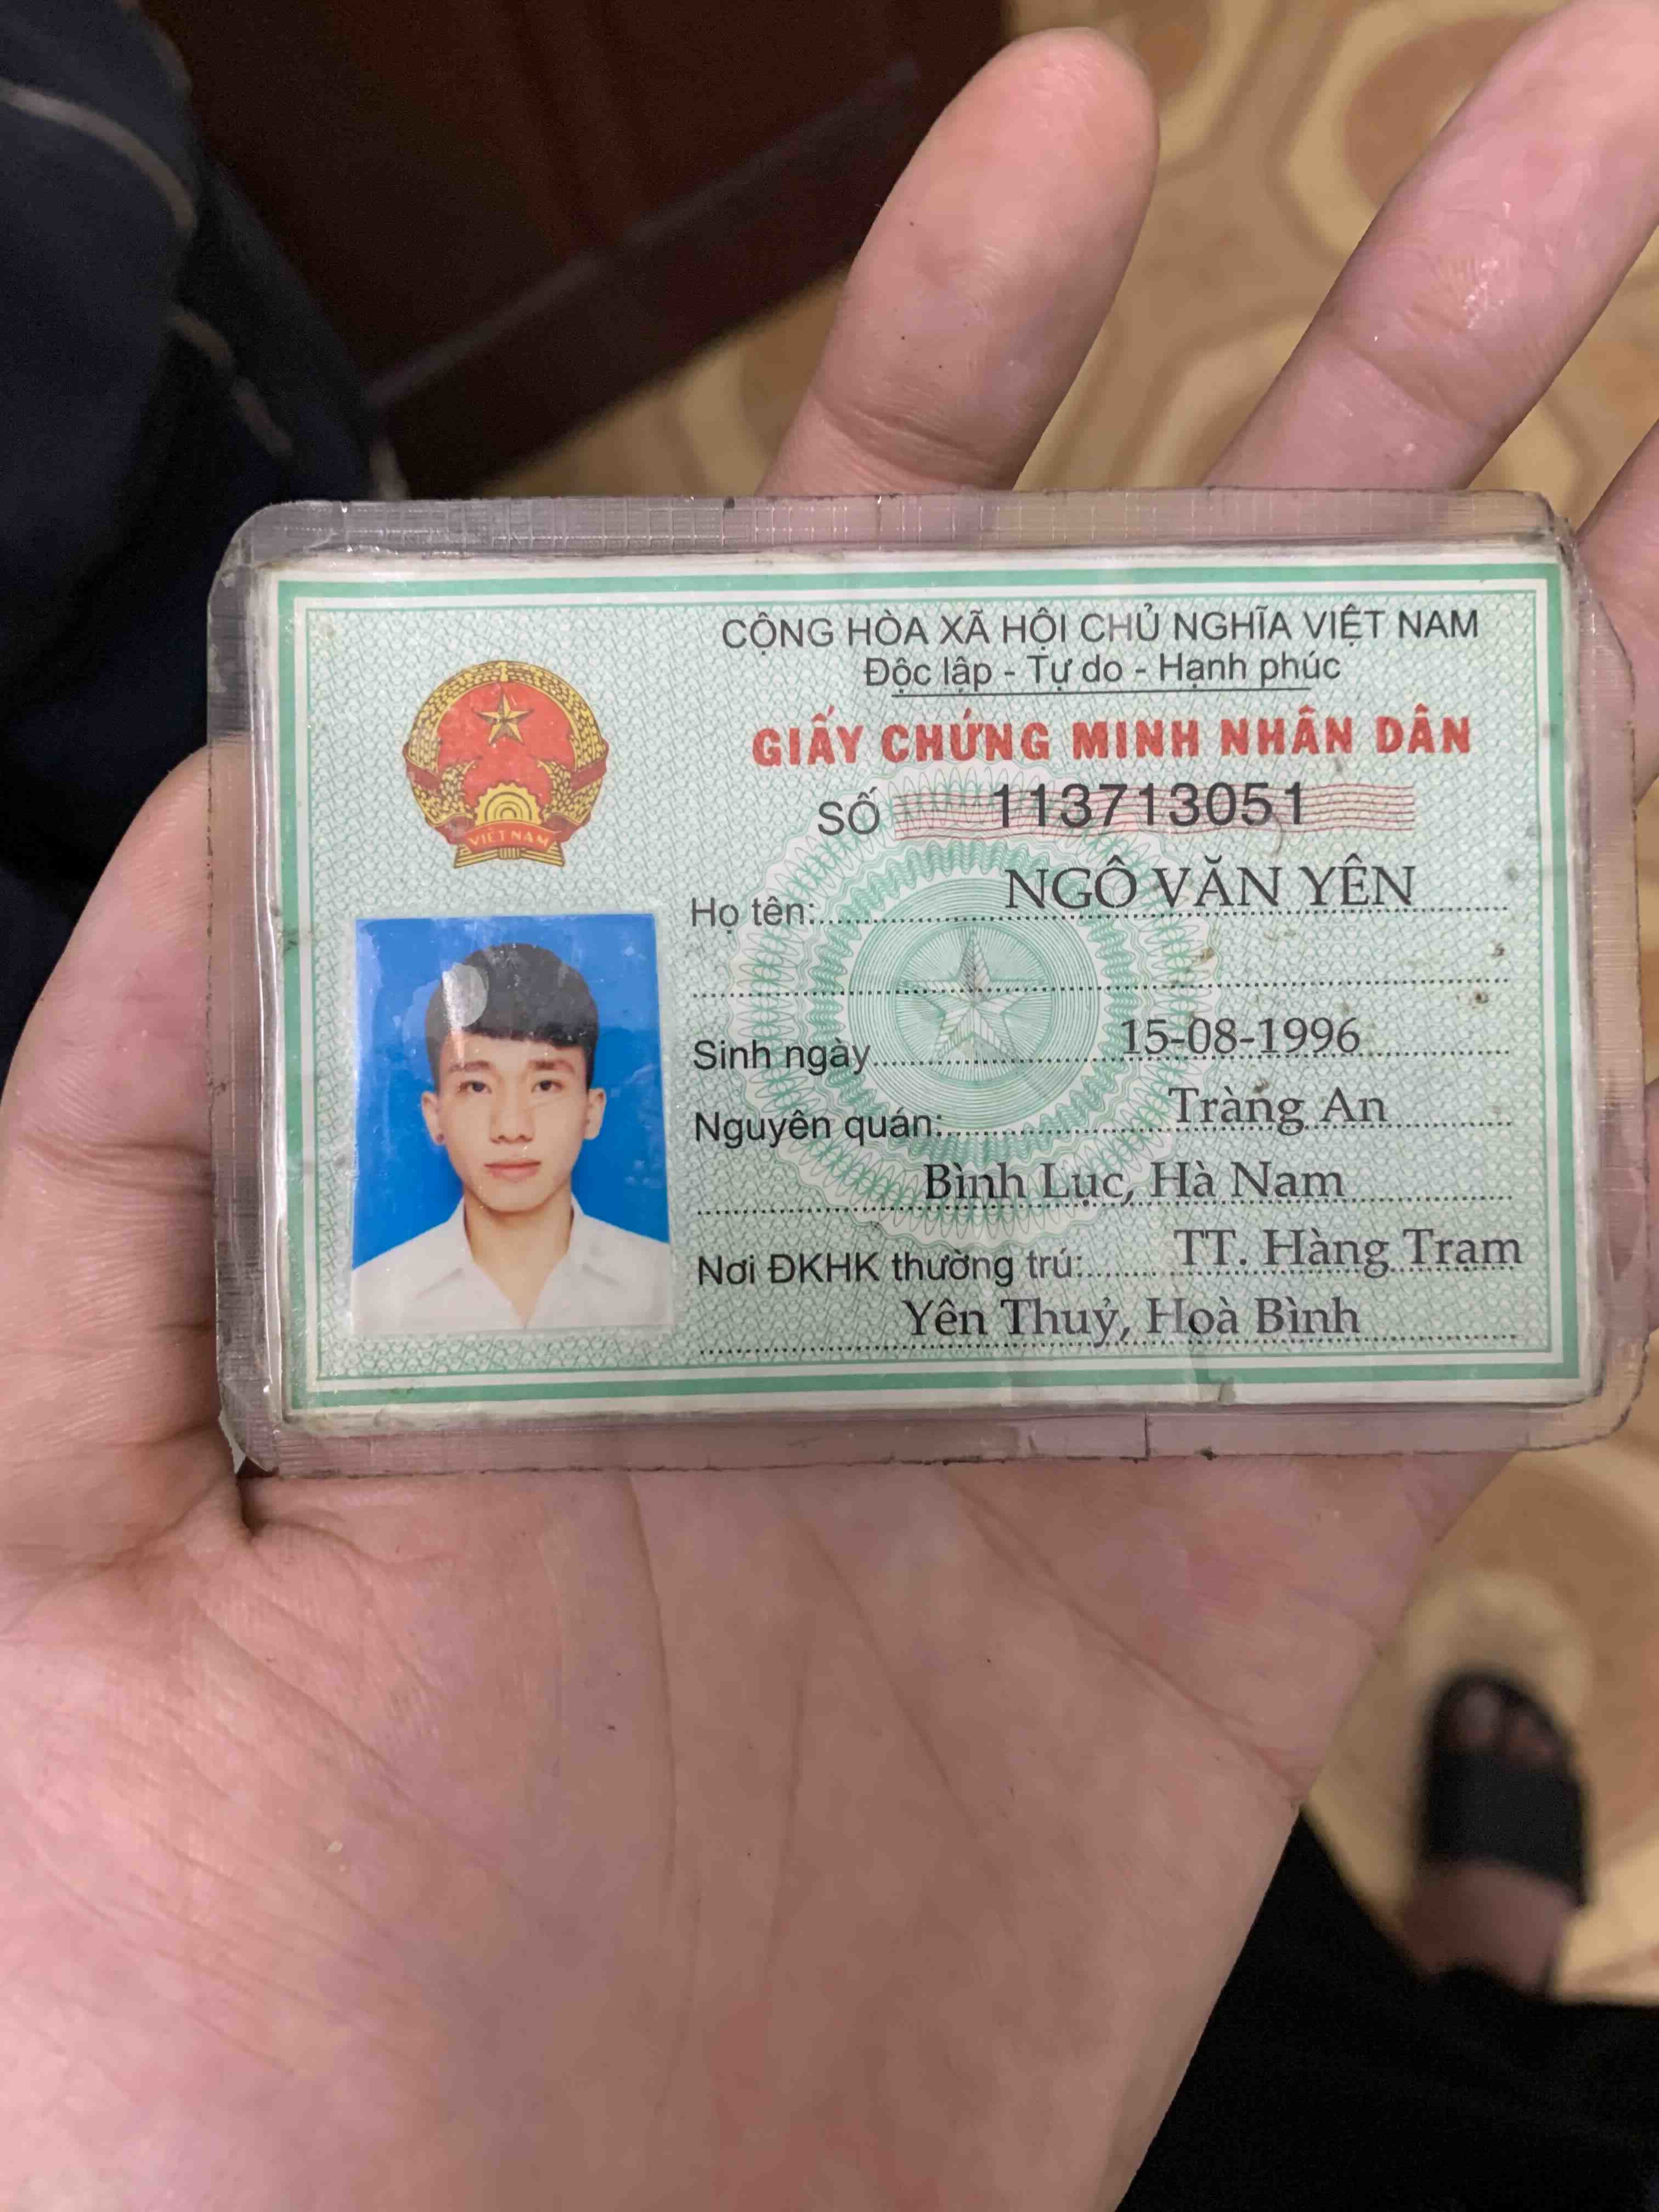 CỘNG HÒA XÃ HỘI CHỦ NGHĨA VIỆT NAM
Độc lập - Tự do - Hạnh phúc
GIẤY CHỨNG MINH NHÂN DÂN
SỐ 113713051
VIỆT NAM
Họ tên: NGÔ VĂN YÊN
Sinh ngày 15-08-1996
Nguyên quán: Tràng An
Bình Lục, Hà Nam
Nơi ĐKHK thường trú: TT. Hàng Trạm
Yên Thuỷ, Hoà Bình